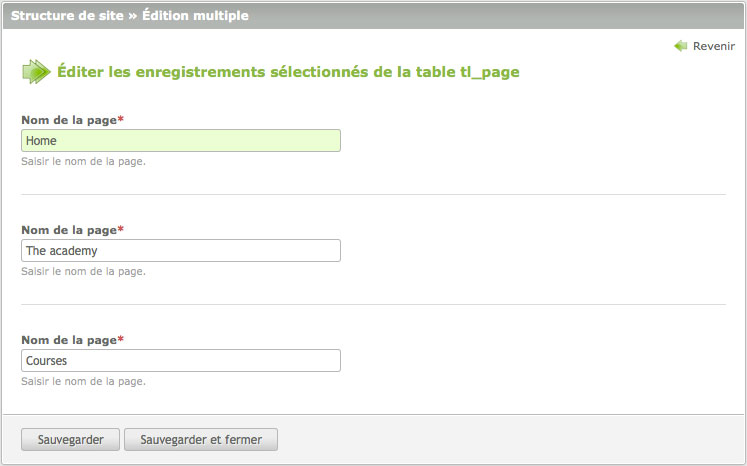 Structure de site » Édition multiple
Revenir
Éditer les enregistrements sélectionnés de la table tl_page
Nom de la page*
Home
Saisir le nom de la page.
Nom de la page*
The academy
Saisir le nom de la page.
Nom de la page*
Courses
Saisir le nom de la page.
Sauvegarder
Sauvegarder et fermer